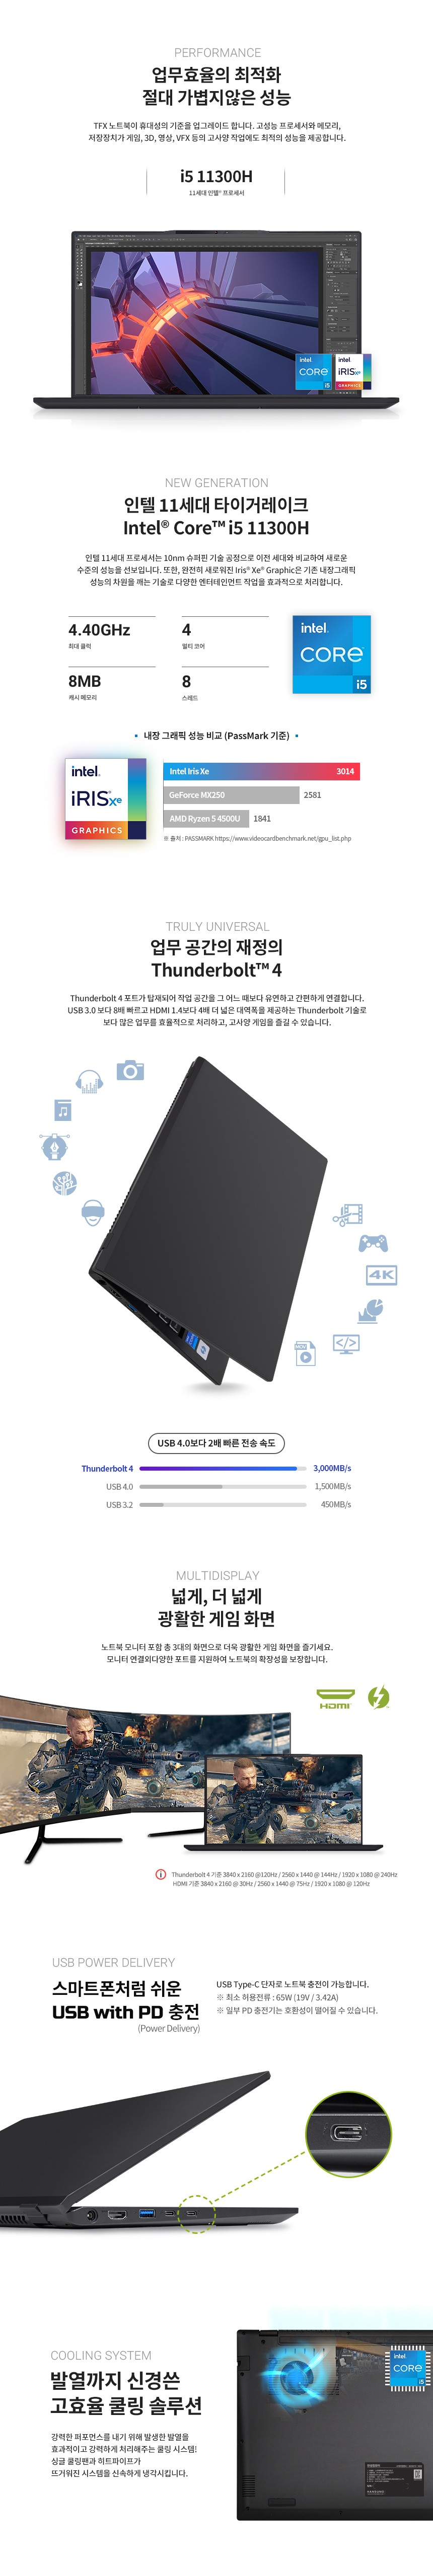 PERFORMANCE
업무효율의 최적화
절대 가볍지않은 성능
TFX 노트북이 휴대성의 기준을 업그레이드 합니다. 고성능 프로세서와 메모리,
저장장치가 게임, 3D, 영상, VFX 등의 고사양 작업에도 최적의 성능을 제공합니다.
i5 11300H
11세대 인텔® 프로세서
intel CORE i5
intel iRIS Xe GRAPHICS
NEW GENERATION
인텔 11세대 타이거레이크
Intel® Core™ i5 11300H
인텔 11세대 프로세서는 10nm 슈퍼핀 기술 공정으로 이전 세대와 비교하여 새로운
수준의 성능을 선보입니다. 또한, 완전히 새로워진 Iris® Xe® Graphic은 기존 내장그래픽
성능의 차원을 깨는 기술로 다양한 엔터테인먼트 작업을 효과적으로 처리합니다.
4.40GHz
최대 클럭
4
멀티 코어
8MB
캐시 메모리
8
스레드
intel.
CORE
i5
내장 그래픽 성능 비교 (PassMark 기준)
intel.
iRIS Xe
GRAPHICS
Intel Iris Xe 3014
GeForce MX250 2581
AMD Ryzen 5 4500U 1841
※ 출처 : PASSMARK https://www.videocardbenchmark.net/gpu_list.php
TRULY UNIVERSAL
업무 공간의 재정의
Thunderbolt™ 4
Thunderbolt 4 포트가 탑재되어 작업 공간을 그 어느 때보다 유연하고 간편하게 연결합니다.
USB 3.0 보다 8배 빠르고 HDMI 1.4보다 4배 더 넓은 대역폭을 제공하는 Thunderbolt 기술로
보다 많은 업무를 효율적으로 처리하고, 고사양 게임을 즐길 수 있습니다.
4K
</>
USB 4.0보다 2배 빠른 전송 속도
Thunderbolt 4 3,000MB/s
USB 4.0 1,500MB/s
USB 3.2 450MB/s
MULTIDISPLAY
넓게, 더 넓게
광활한 게임 화면
노트북 모니터 포함 총 3대의 화면으로 더욱 광활한 게임 화면을 즐기세요.
모니터 연결외다양한 포트를 지원하여 노트북의 확장성을 보장합니다.
HDMI
Thunderbolt 4 기준 3840 x 2160 @120Hz / 2560 x 1440 @ 144Hz / 1920 x 1080 @ 240Hz
HDMI 기준 3840 x 2160 @ 30Hz / 2560 x 1440 @ 75Hz / 1920 x 1080 @ 120Hz
USB POWER DELIVERY
스마트폰처럼 쉬운
USB with PD 충전
(Power Delivery)
USB Type-C 단자로 노트북 충전이 가능합니다.
※ 최소 허용전류 : 65W (19V / 3.42A)
※ 일부 PD 충전기는 호환성이 떨어질 수 있습니다.
COOLING SYSTEM
발열까지 신경쓴
고효율 쿨링 솔루션
강력한 퍼포먼스를 내기 위해 발생한 발열을
효과적이고 강력하게 처리해주는 쿨링 시스템!
싱글 쿨링팬과 히트파이프가
뜨거워진 시스템을 신속하게 냉각시킵니다.
intel
CORE
i5